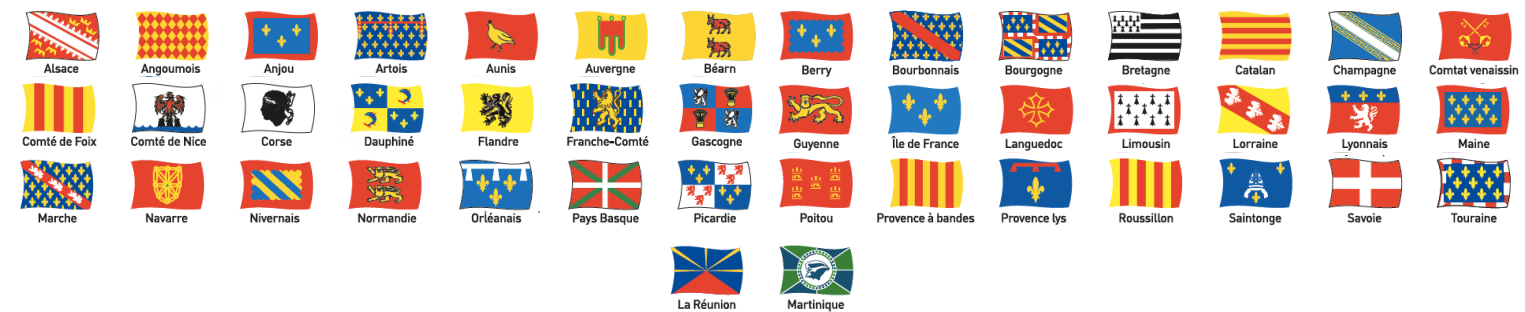 Alsace Angoumois Anjou Artois Aunis Auvergne Béarn Berry Bourbonnais Bourgogne Bretagne Catalan Champagne Comtat venaissin
Comté de Foix Comté de Nice Corse Dauphiné Flandre Franche-Comté Gascogne Guyenne Île de France Languedoc Limousin Lorraine Lyonnais Maine
Marche Navarre Nivernais Normandie Orléanais Pays Basque Picardie Poitou Provence à bandes Provence lys Roussillon Saintonge Savoie Touraine
La Réunion Martinique